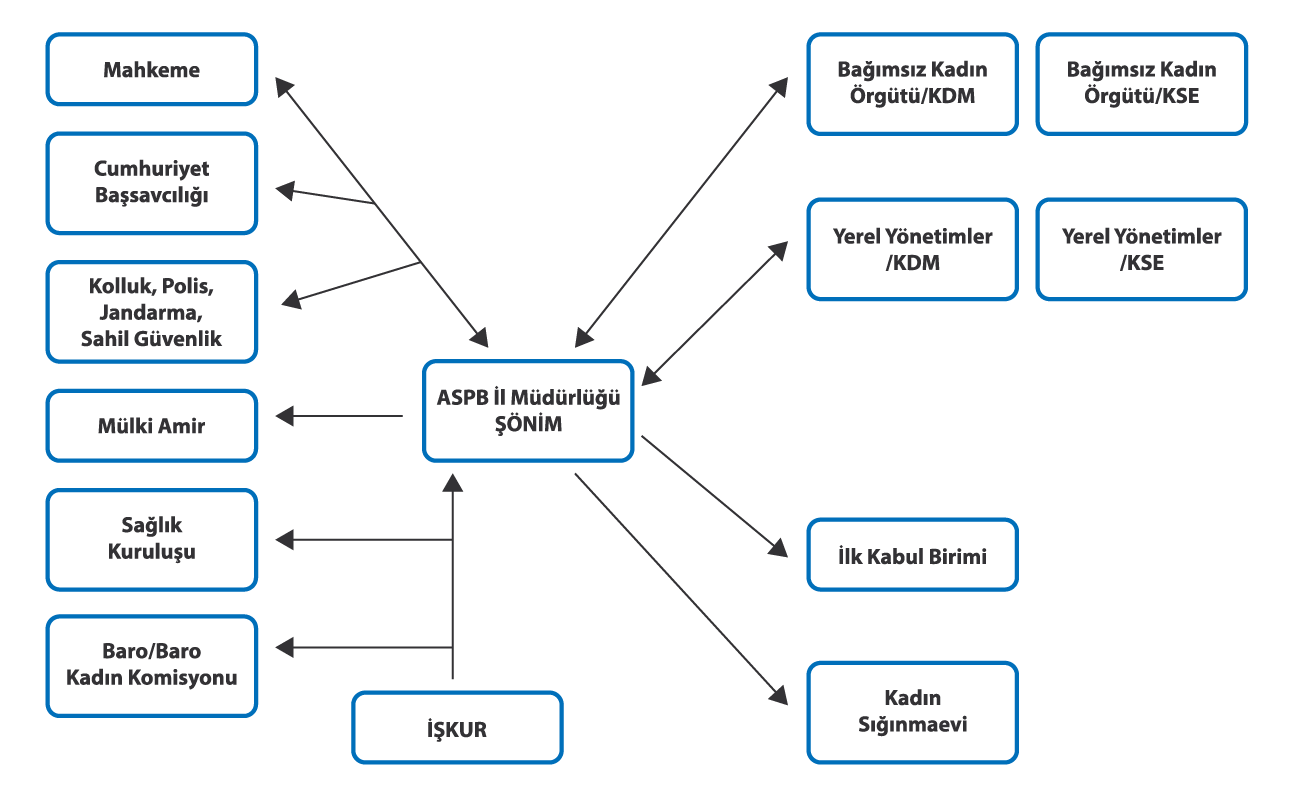 Mahkeme
Cumhuriyet
Başsavcılığı
Kolluk, Polis,
Jandarma,
Sahil Güvenlik
Mülki Amir
Sağlık
Kuruluşu
Baro/Baro
Kadın Komisyonu
İŞKUR
ASPB İl Müdürlüğü
ŞÖNİM
Bağımsız Kadın
Örgütü/KDM
Bağımsız Kadın
Örgütü/KSE
Yerel Yönetimler
/KDM
Yerel Yönetimler
/KSE
İlk Kabul Birimi
Kadın
Sığınmaevi